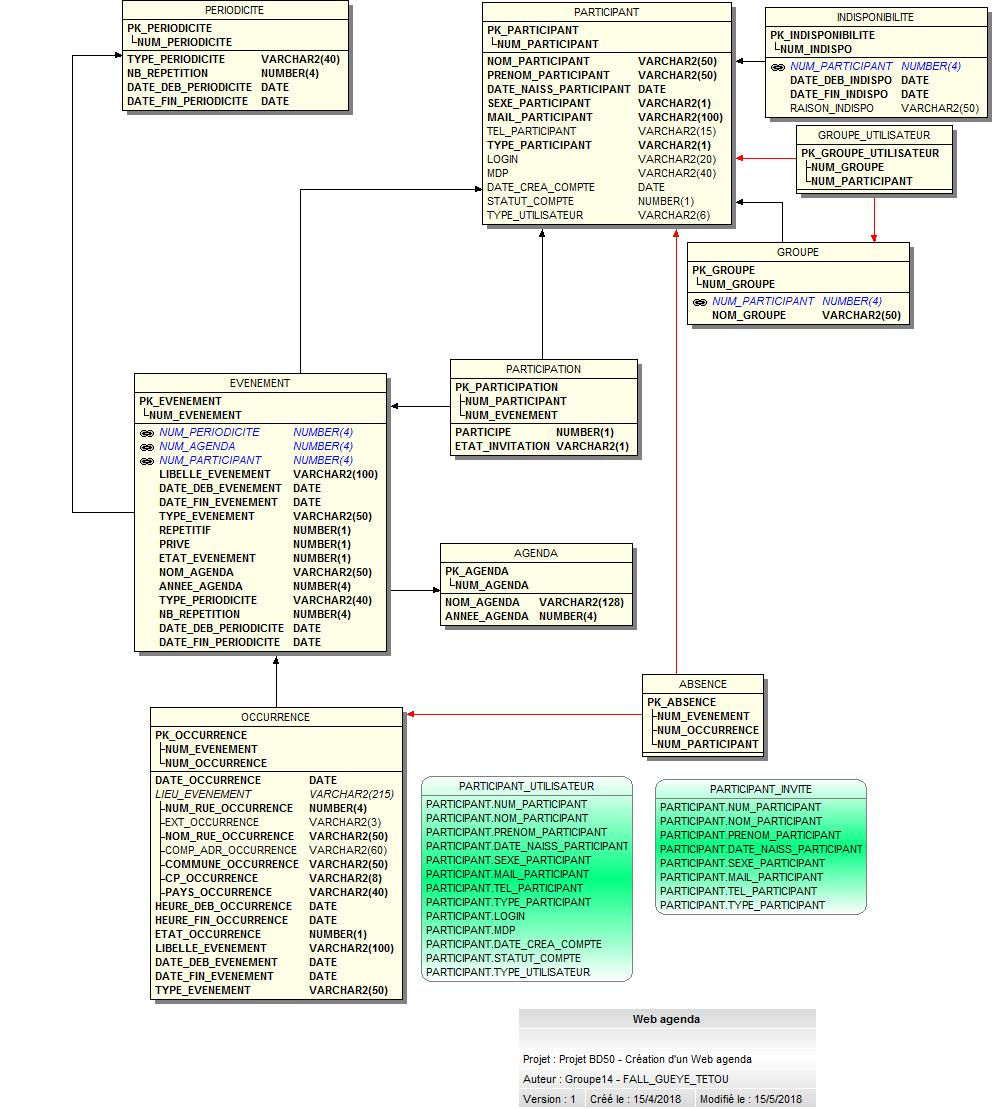 PERIODICITE
PK_PERIODICITE
NUM_PERIODICITE
TYPE_PERIODICITE VARCHAR2(40)
NB_REPETITION NUMBER(4)
DATE_DEB_PERIODICITE DATE
DATE_FIN_PERIODICITE DATE
PARTICIPANT
PK_PARTICIPANT
NUM_PARTICIPANT
NOM_PARTICIPANT VARCHAR2(50)
PRENOM_PARTICIPANT VARCHAR2(50)
DATE_NAISS_PARTICIPANT DATE
SEXE_PARTICIPANT VARCHAR2(1)
MAIL_PARTICIPANT VARCHAR2(100)
TEL_PARTICIPANT VARCHAR2(15)
TYPE_PARTICIPANT VARCHAR2(1)
LOGIN VARCHAR2(20)
MDP VARCHAR2(40)
DATE_CREA_COMPTE DATE
STATUT_COMPTE NUMBER(1)
TYPE_UTILISATEUR VARCHAR2(6)
INDISPONIBILITE
PK_INDISPONIBILITE
NUM_INDISPO
NUM_PARTICIPANT NUMBER(4)
DATE_DEB_INDISPO DATE
DATE_FIN_INDISPO DATE
RAISON_INDISPO VARCHAR2(50)
GROUPE_UTILISATEUR
PK_GROUPE_UTILISATEUR
NUM_GROUPE
NUM_PARTICIPANT
GROUPE
PK_GROUPE
NUM_GROUPE
NUM_PARTICIPANT NUMBER(4)
NOM_GROUPE VARCHAR2(50)
EVENEMENT
PK_EVENEMENT
NUM_EVENEMENT
NUM_PERIODICITE NUMBER(4)
NUM_AGENDA NUMBER(4)
NUM_PARTICIPANT NUMBER(4)
LIBELLE_EVENEMENT VARCHAR2(100)
DATE_DEB_EVENEMENT DATE
DATE_FIN_EVENEMENT DATE
TYPE_EVENEMENT VARCHAR2(50)
REPETITIF NUMBER(1)
PRIVE NUMBER(1)
ETAT_EVENEMENT NUMBER(1)
NOM_AGENDA VARCHAR2(50)
ANNEE_AGENDA NUMBER(4)
TYPE_PERIODICITE VARCHAR2(40)
NB_REPETITION NUMBER(4)
DATE_DEB_PERIODICITE DATE
DATE_FIN_PERIODICITE DATE
PARTICIPATION
PK_PARTICIPATION
NUM_PARTICIPANT
NUM_EVENEMENT
PARTICIPE NUMBER(1)
ETAT_INVITATION VARCHAR2(1)
AGENDA
PK_AGENDA
NUM_AGENDA
NOM_AGENDA VARCHAR2(128)
ANNEE_AGENDA NUMBER(4)
ABSENCE
PK_ABSENCE
NUM_EVENEMENT
NUM_OCCURRENCE
NUM_PARTICIPANT
OCCURRENCE
PK_OCCURRENCE
NUM_EVENEMENT
NUM_OCCURRENCE
DATE_OCCURRENCE DATE
LIEU_EVENEMENT VARCHAR2(215)
NUM_RUE_OCCURRENCE NUMBER(4)
EXT_OCCURRENCE VARCHAR2(3)
NOM_RUE_OCCURRENCE VARCHAR2(50)
COMP_ADR_OCCURRENCE VARCHAR2(60)
COMMUNE_OCCURRENCE VARCHAR2(50)
CP_OCCURRENCE VARCHAR2(8)
PAYS_OCCURRENCE VARCHAR2(40)
HEURE_DEB_OCCURRENCE DATE
HEURE_FIN_OCCURRENCE DATE
ETAT_OCCURRENCE NUMBER(1)
LIBELLE_EVENEMENT VARCHAR2(100)
DATE_DEB_EVENEMENT DATE
DATE_FIN_EVENEMENT DATE
TYPE_EVENEMENT VARCHAR2(50)
PARTICIPANT_UTILISATEUR
PARTICIPANT.NUM_PARTICIPANT
PARTICIPANT.NOM_PARTICIPANT
PARTICIPANT.PRENOM_PARTICIPANT
PARTICIPANT.DATE_NAISS_PARTICIPANT
PARTICIPANT.SEXE_PARTICIPANT
PARTICIPANT.MAIL_PARTICIPANT
PARTICIPANT.TEL_PARTICIPANT
PARTICIPANT.TYPE_PARTICIPANT
PARTICIPANT.LOGIN
PARTICIPANT.MDP
PARTICIPANT.DATE_CREA_COMPTE
PARTICIPANT.STATUT_COMPTE
PARTICIPANT.TYPE_UTILISATEUR
PARTICIPANT_INVITE
PARTICIPANT.NUM_PARTICIPANT
PARTICIPANT.NOM_PARTICIPANT
PARTICIPANT.PRENOM_PARTICIPANT
PARTICIPANT.DATE_NAISS_PARTICIPANT
PARTICIPANT.SEXE_PARTICIPANT
PARTICIPANT.MAIL_PARTICIPANT
PARTICIPANT.TEL_PARTICIPANT
PARTICIPANT.TYPE_PARTICIPANT
Web agenda
Projet : Projet BD50 - Création d'un Web agenda
Auteur : Groupe14 - FALL_GUEYE_TETOU
Version : 1 Créé le : 15/4/2018 Modifié le : 15/5/2018